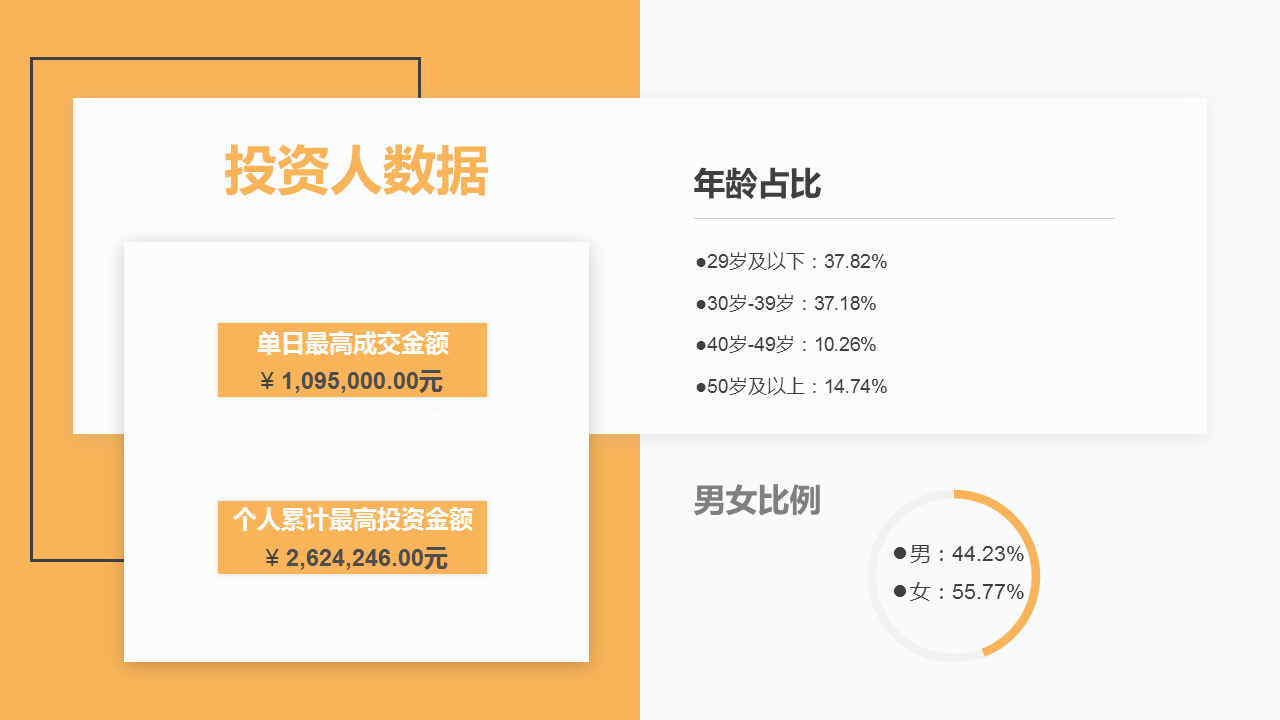 投资人数据
单日最高成交金额
¥ 1,095,000.00元
个人累计最高投资金额
¥ 2,624,246.00元
年龄占比
●29岁及以下：37.82%
●30岁-39岁：37.18%
●40岁-49岁：10.26%
●50岁及以上：14.74%
男女比例
●男：44.23%
●女：55.77%